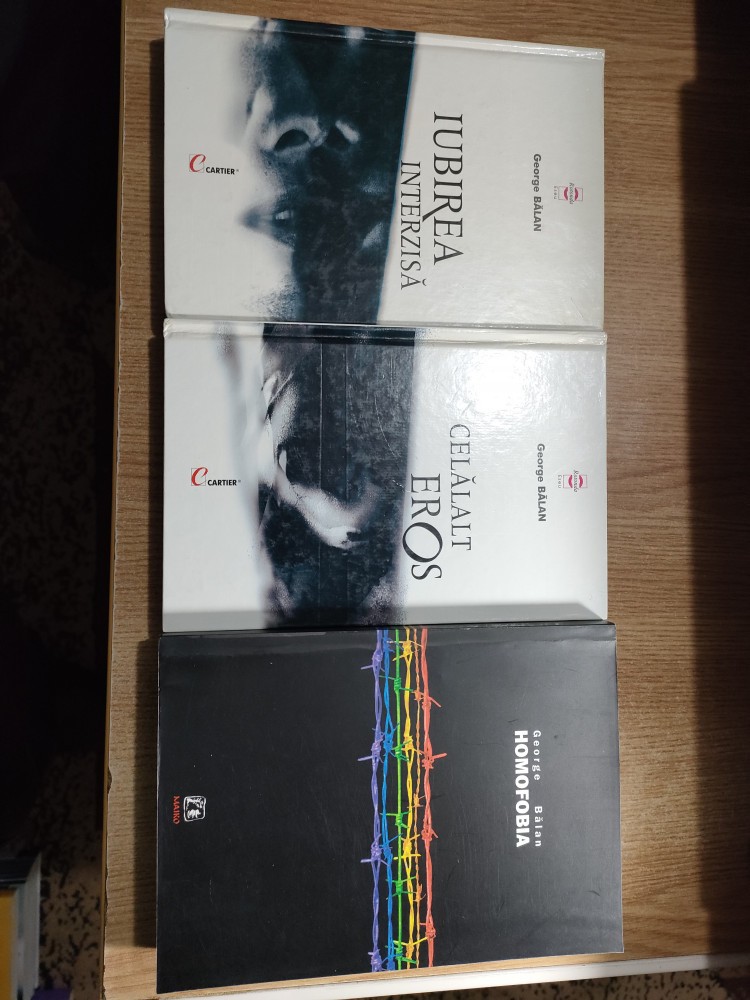 George BĂLAN
IUBIREA
INTERZISĂ
CARTIER®
George BĂLAN
CELĂLALT
EROS
CARTIER®
George Bălan
HOMOFOBIA
MAIKO